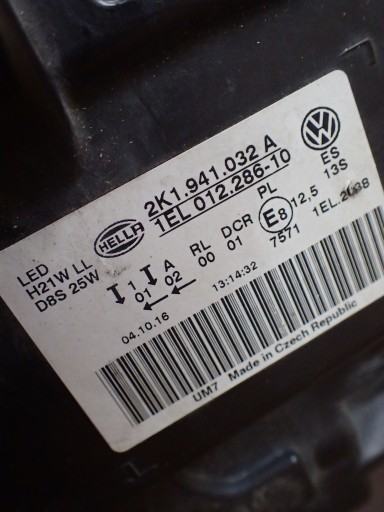 HELLA
2K1.941.032 A
1EL 012.286-10
LED
H21W LL
D8S 25W
1 A RL DCR PL
01 02 00 01
E8
12,5
7571
ES
13S
1EL.2038
04.10.16
13:14:32
UM7 Made in Czech Republic